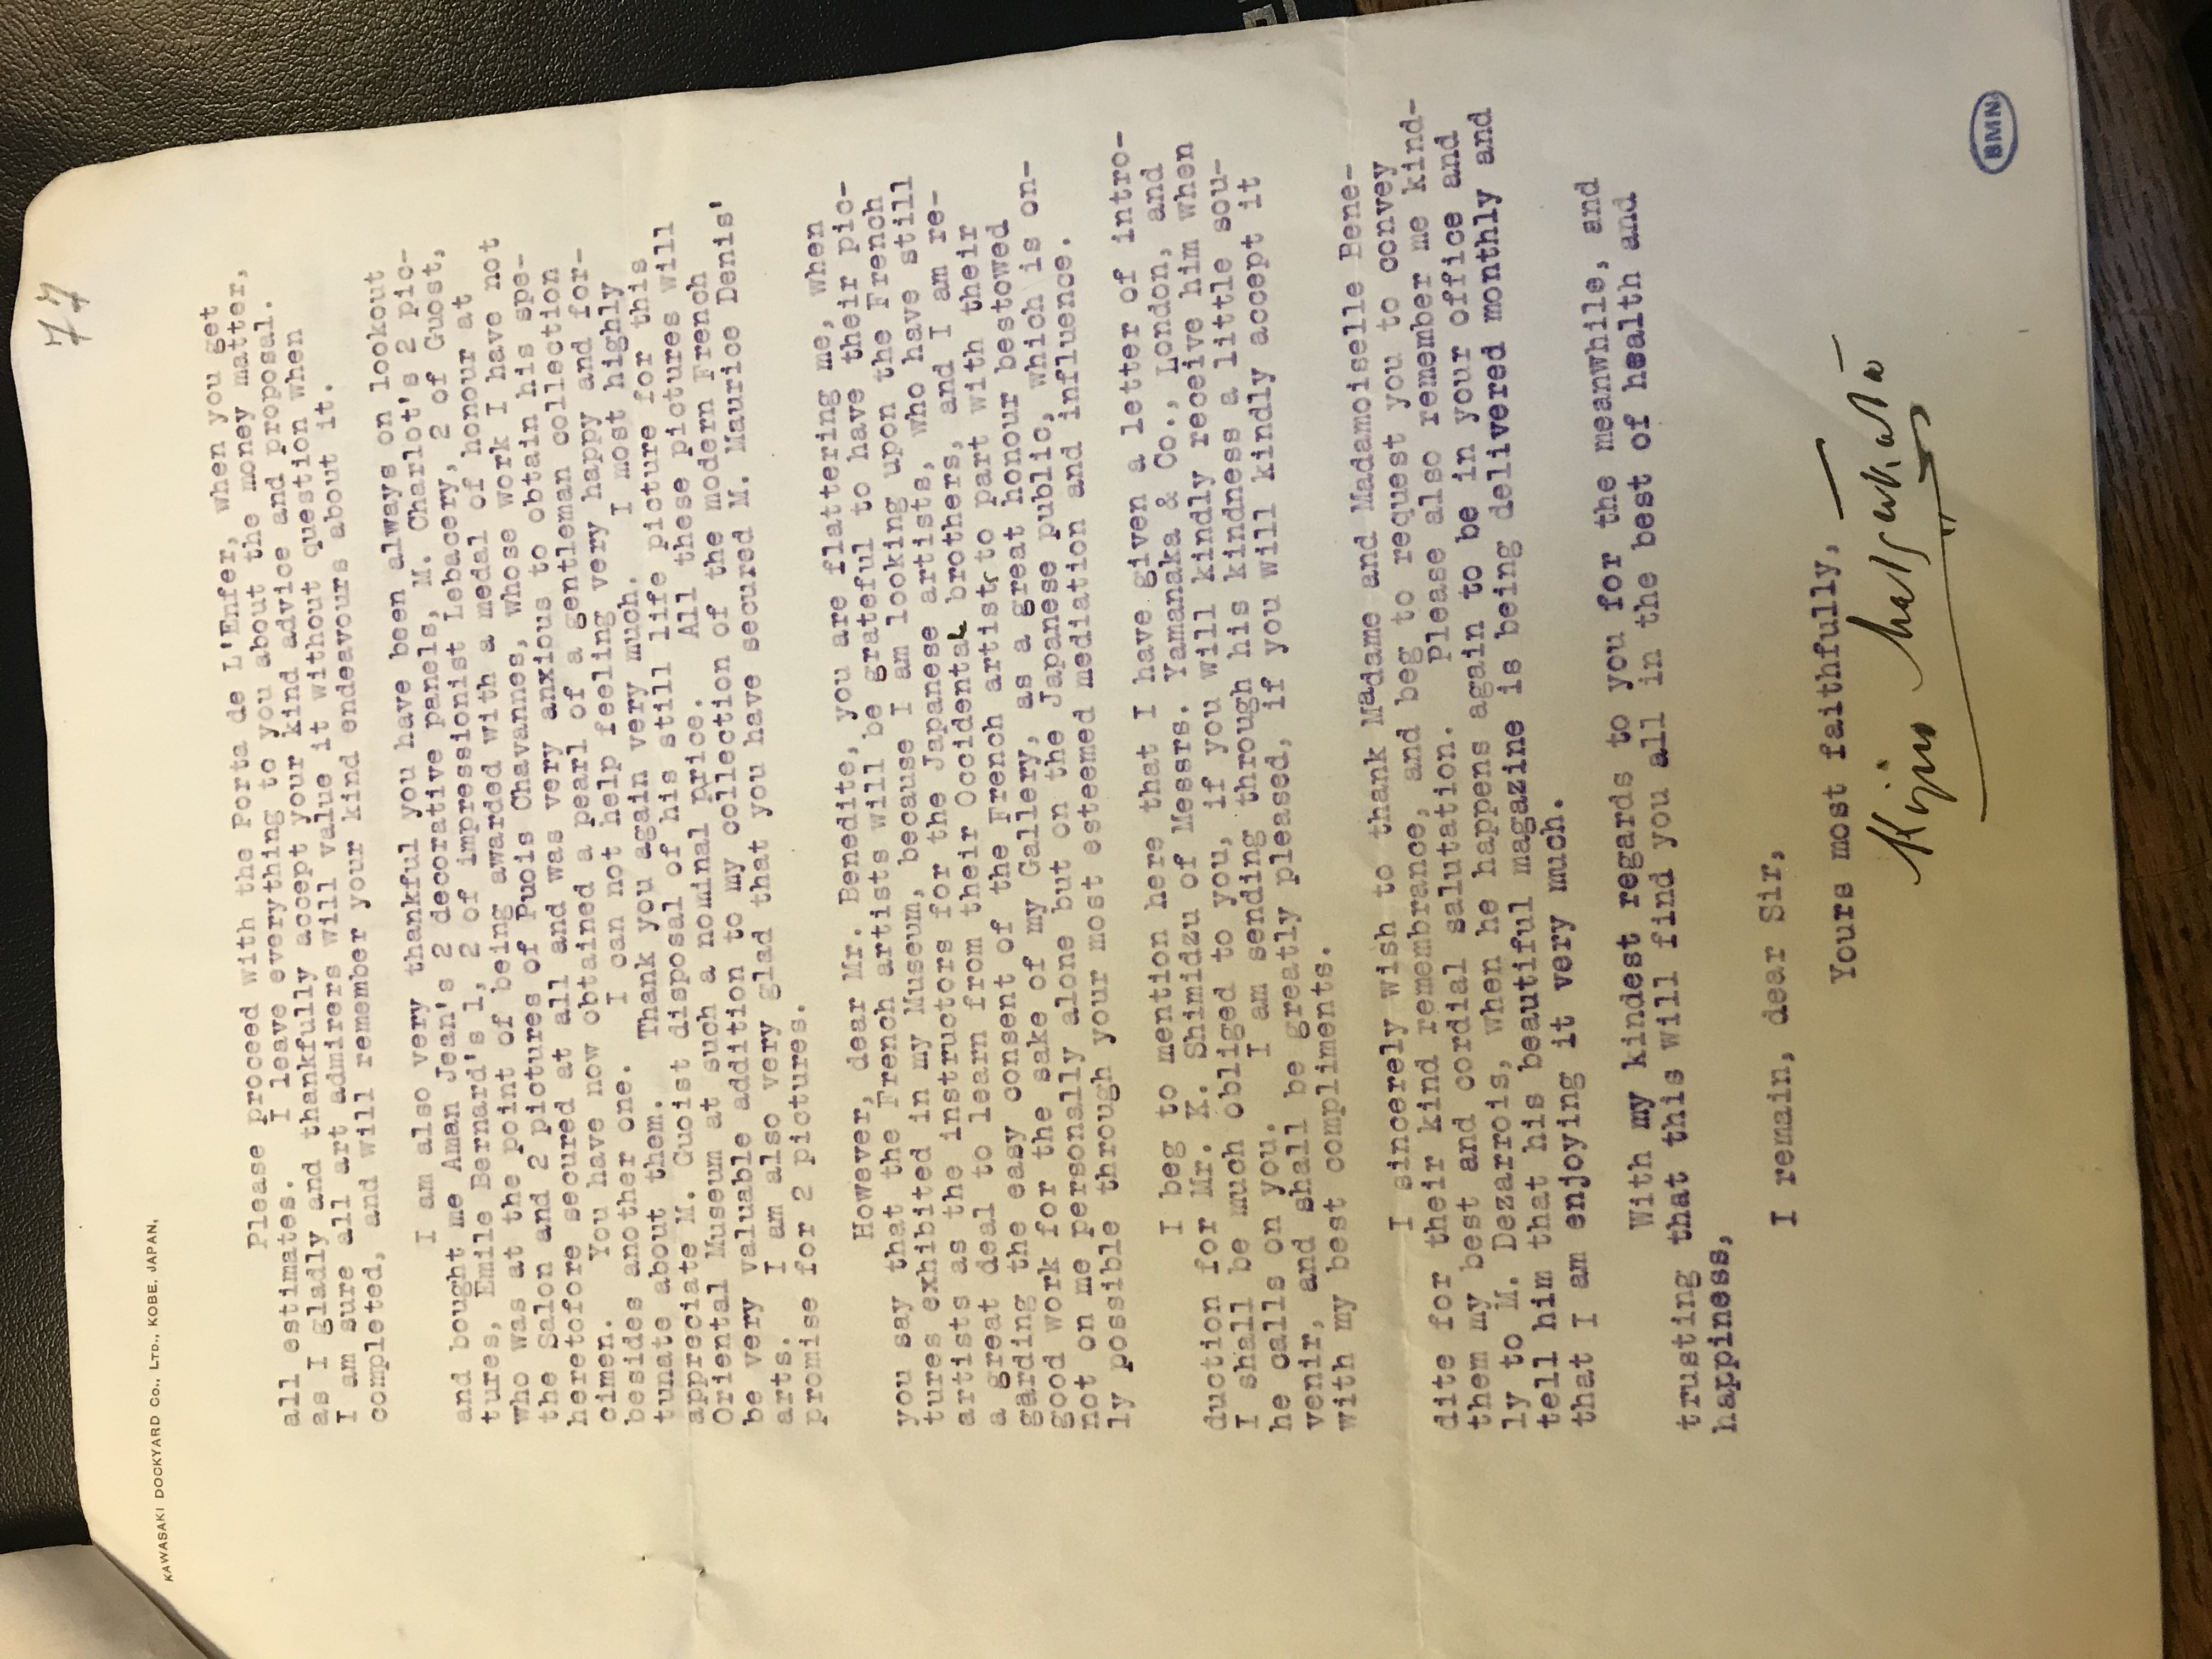 77
KAWASAKI DOCKYARD CO., LTD., KOBE, JAPAN,
Please proceed with the Porta de L'Enfer, when you get
all estimates. I leave everything to you about the money matter,
as I gladly and thankfully accept your kind advice and proposal.
I am sure all art admirers will value it without question when
completed, and will remember your kind endeavours about it.
I am also very thankful you have been always on lookout
and bought me Aman Jean's 2 decorative panels, M. Charlot's 2 pic-
tures, Emile Bernard's 1, 2 of impressionist Lebacery, 2 of Guost,
who was at the point of being awarded with a medal of honour at
the Salon and 2 pictures of Puois Chavannes, whose work I have not
heretofore secured at all and was very anxious to obtain his spe-
cimen. You have now obtained a pearl of a gentleman collection
besides another one. I can not help feeling very happy and for-
tunate about them. Thank you again very much. I most highly
appreciate M. Guoist disposal of his still life picture for this
Oriental Museum at such a nominal price. All these pictures will
be very valuable addition to my collection of the modern French
arts. I am also very glad that you have secured M. Maurice Denis'
promise for 2 pictures.
However, dear Mr. Benedite, you are flattering me, when
you say that the French artists will be grateful to have their pic-
tures exhibited in my Museum, because I am looking upon the French
artists as the instructors for the Japanese artists, who have still
a great deal to learn from their Occidental brothers, and I am re-
garding the easy consent of the French artists to part with their
good work for the sake of my Gallery, as a great honour bestowed
not on me personally alone but on the Japanese public, which is on-
ly possible through your most esteemed mediation and influence.
I beg to mention here that I have given a letter of intro-
duction for Mr. K. Shimidzu of Messrs. Yamanaka & Co., London, and
I shall be much obliged to you, if you will kindly receive him when
he calls on you. I am sending through his kindness a little sou-
venir, and shall be greatly pleased, if you will kindly accept it
with my best compliments.
I sincerely wish to thank Madame and Madamoiselle Bene-
dite for their kind remembrance, and beg to request you to convey
them my best and cordial salutation. Please also remember me kind-
ly to M. Dezarrois, when he happens again to be in your office and
tell him that his beautiful magazine is being delivered monthly and
that I am enjoying it very much.
With my kindest regards to you for the meanwhile, and
trusting that this will find you all in the best of health and
happiness,
I remain, dear Sir,
Yours most faithfully,
Kojiro Matsukata
BMN